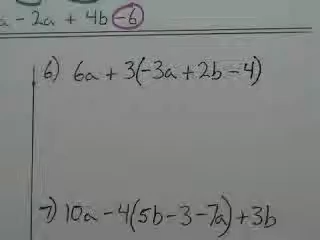 a - 2a + 4b - 6
6) 6a + 3(-3a + 2b - 4)
7) 10a - 4(5b - 3 - 7a) + 3b